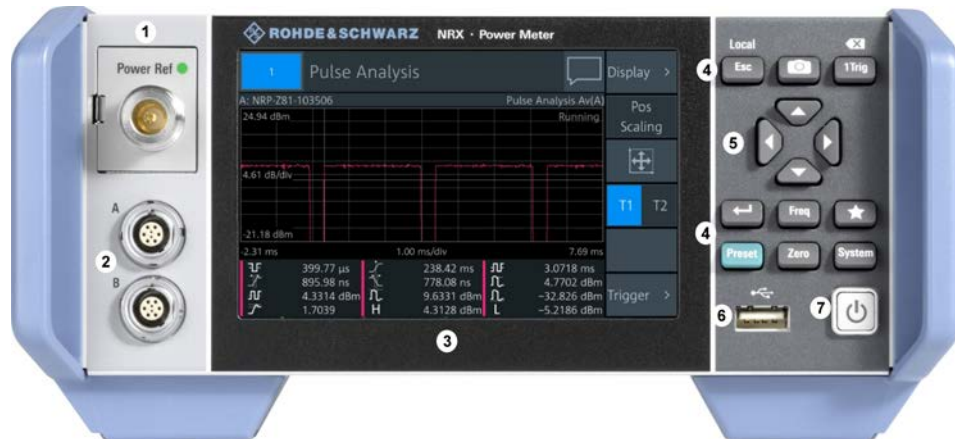 1
Power Ref
A
2
B
ROHDE & SCHWARZ NRX · Power Meter
1 Pulse Analysis Display >
A: NRP-Z81-103506 Pulse Analysis Av(A)
24.94 dBm Running
Pos
Scaling
4.61 dB/div
T1 T2
-21.18 dBm
-2.31 ms 1.00 ms/div 7.69 ms
399.77 µs 238.42 ns 3.0718 ms
895.98 ns 778.08 ns 4.7702 dBm
4.3314 dBm 9.6331 dBm −32.826 dBm
1.7039 H 4.3128 dBm L −5.2186 dBm
Trigger >
3
Local
4 Esc 1Trig
5
4
Freq
Preset Zero System
6 7